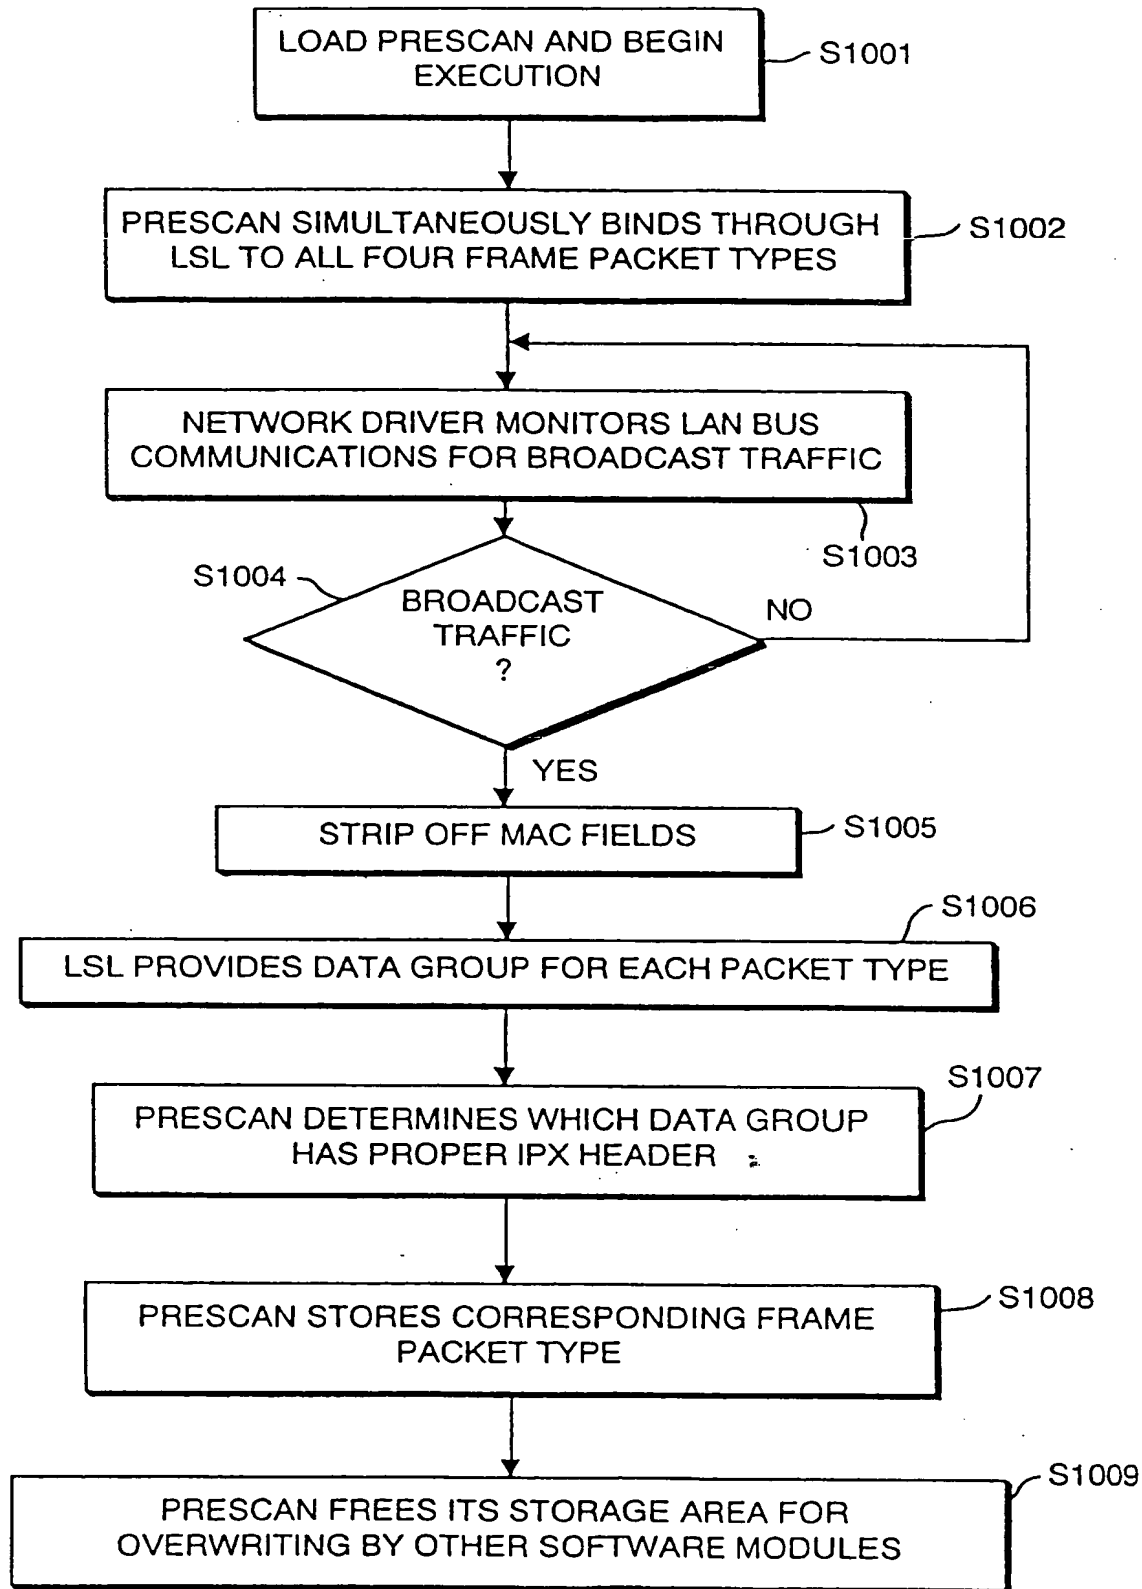 LOAD PRESCAN AND BEGIN
EXECUTION
S1001
PRESCAN SIMULTANEOUSLY BINDS THROUGH
LSL TO ALL FOUR FRAME PACKET TYPES
S1002
NETWORK DRIVER MONITORS LAN BUS
COMMUNICATIONS FOR BROADCAST TRAFFIC
S1003
S1004
BROADCAST
TRAFFIC
?
NO
YES
STRIP OFF MAC FIELDS
S1005
S1006
LSL PROVIDES DATA GROUP FOR EACH PACKET TYPE
S1007
PRESCAN DETERMINES WHICH DATA GROUP
HAS PROPER IPX HEADER
PRESCAN STORES CORRESPONDING FRAME
PACKET TYPE
S1008
S1009
PRESCAN FREES ITS STORAGE AREA FOR
OVERWRITING BY OTHER SOFTWARE MODULES